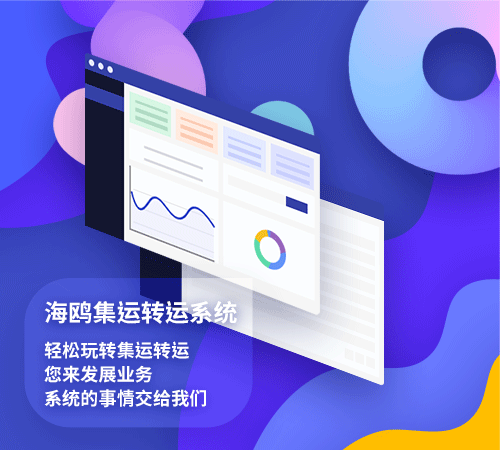 海鸥集运转运系统
轻松玩转集运转运
您来发展业务
系统的事情交给我们